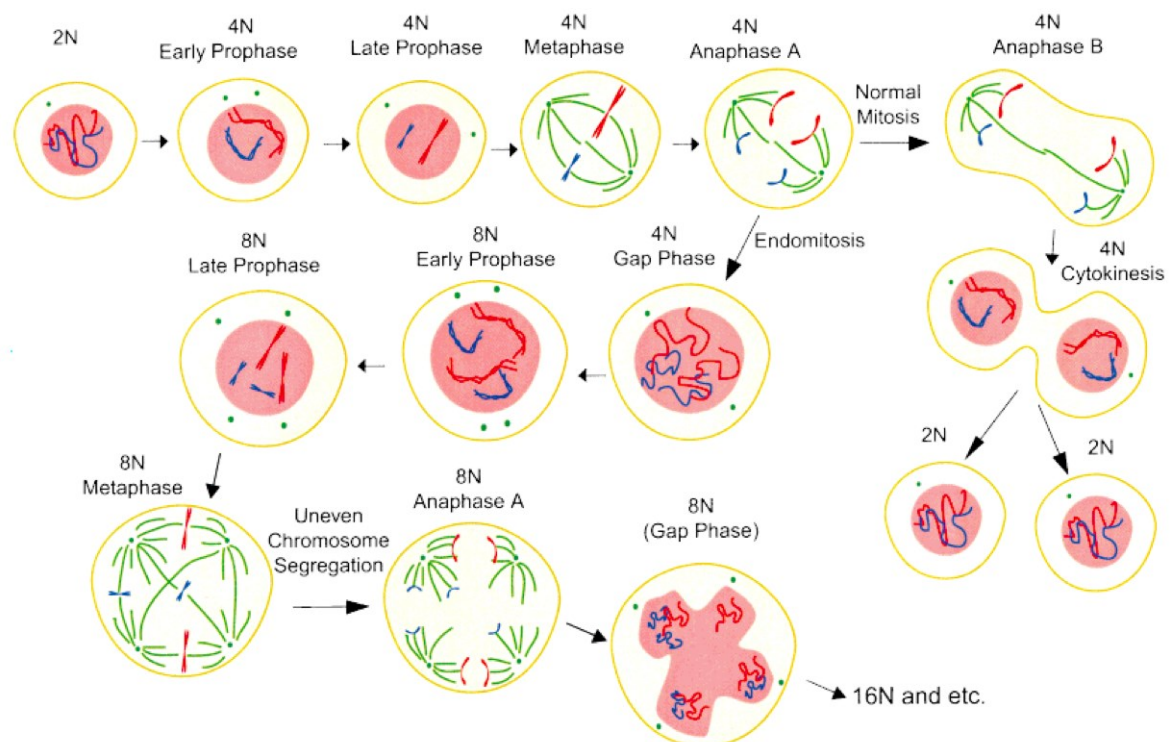 2N
4N
Early Prophase
4N
Late Prophase
4N
Metaphase
4N
Anaphase A
Normal
Mitosis
4N
Anaphase B
8N
Late Prophase
8N
Early Prophase
4N
Gap Phase
Endomitosis
4N
Cytokinesis
2N
2N
8N
Metaphase
Uneven
Chromosome
Segregation
8N
Anaphase A
8N
(Gap Phase)
16N and etc.